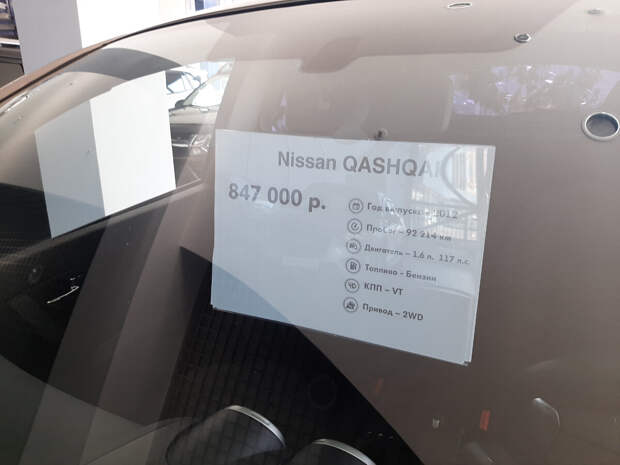 Nissan QASHQAI
847 000 р.
Год выпуска – 2012
Пробег – 92 214 км
Двигатель – 1.6 л. 117 л.с.
Топливо - Бензин
КПП – VT
Привод – 2WD